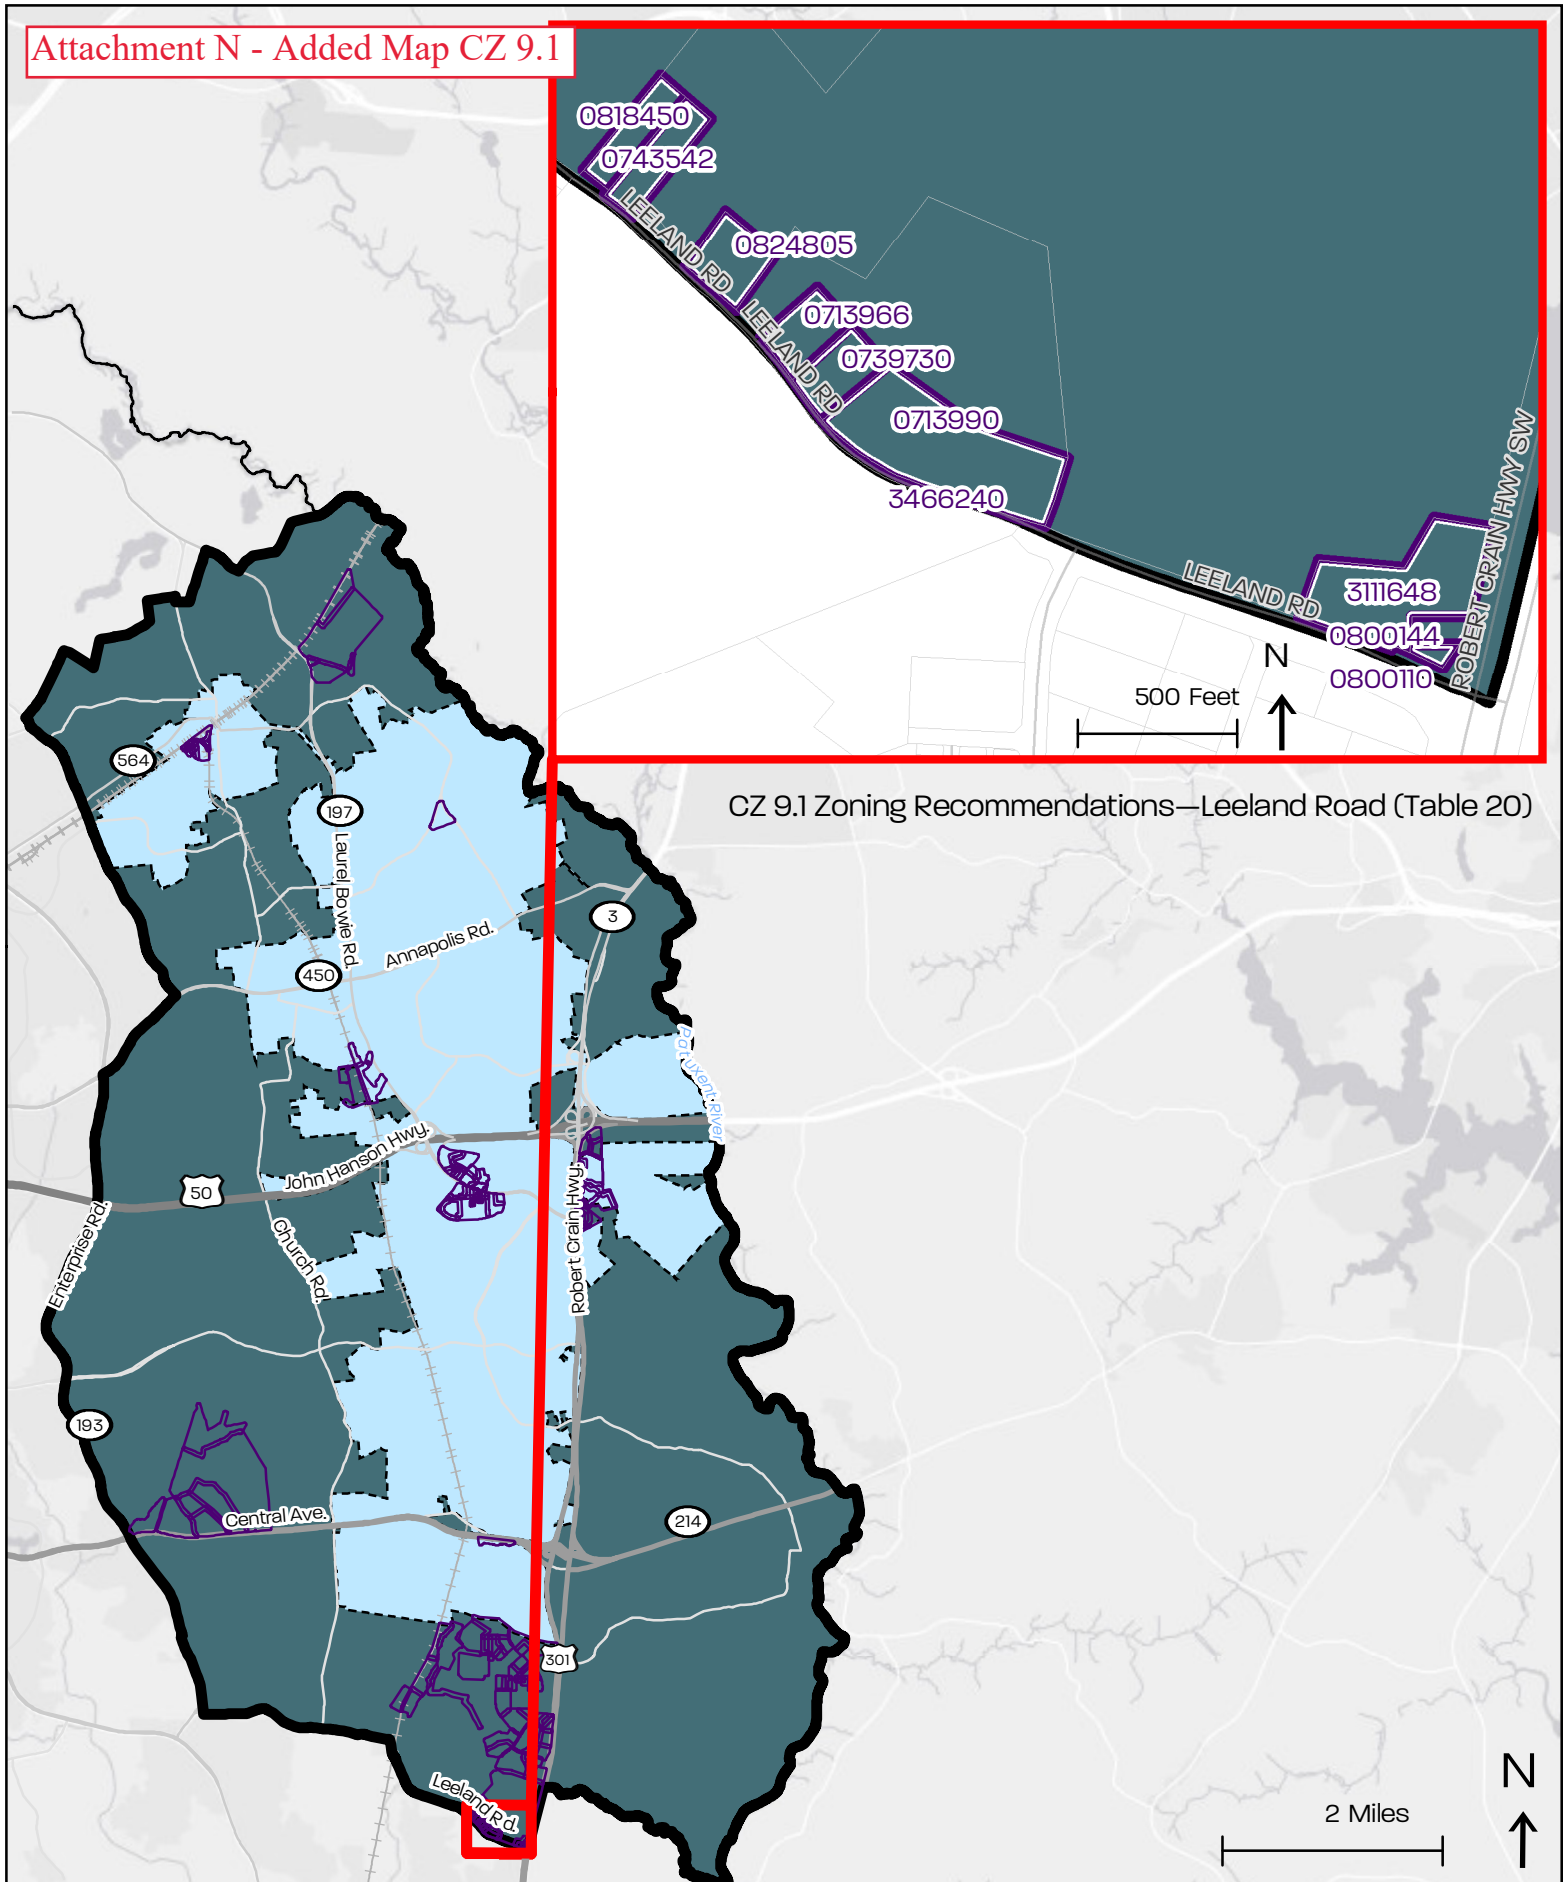 Attachment N - Added Map CZ 9.1
0818450
0743542
LEELAND RD
0824805
LEELAND RD
0713966
0739730
0713990
3466240
LEELAND RD
ROBERT CRAIN HWY SW
3111648
0800144
0800110
N
500 Feet
CZ 9.1 Zoning Recommendations—Leeland Road (Table 20)
564
197
Laurel Bowie Rd.
3
Annapolis Rd.
450
Patuxent River
John Hanson Hwy.
50
Enterprise Rd.
Church Rd.
Robert Crain Hwy.
193
Central Ave.
214
301
Leeland Rd.
N
2 Miles